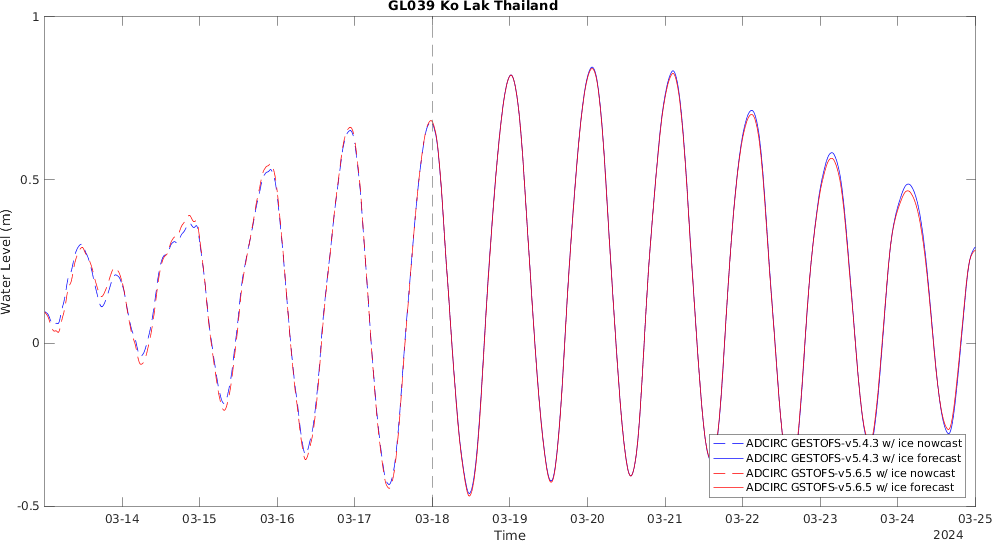 GL039 Ko Lak Thailand
1
0.5
0
-0.5
Water Level (m)
03-14 03-15 03-16 03-17 03-18 03-19 03-20 03-21 03-22 03-23 03-24 03-25
Time
2024
ADCIRC GESTOFS-v5.4.3 w/ ice nowcast
ADCIRC GESTOFS-v5.4.3 w/ ice forecast
ADCIRC GSTOFS-v5.6.5 w/ ice nowcast
ADCIRC GSTOFS-v5.6.5 w/ ice forecast